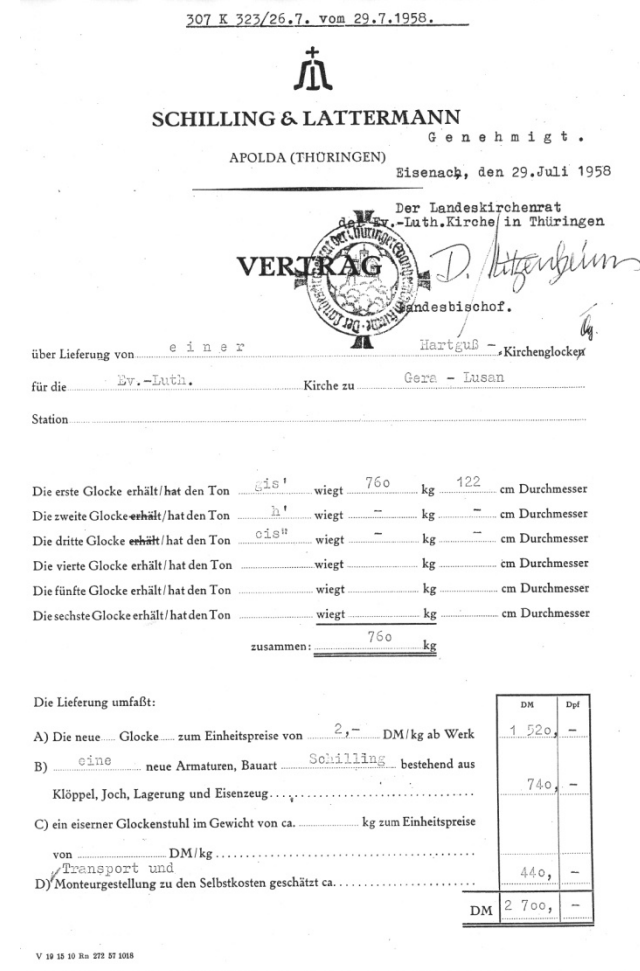 307 K 323/26.7. vom 29.7.1958.
SCHILLING & LATTERMANN
Genehmigt.
APOLDA (THÜRINGEN)
Eisenach, den 29.Juli 1958
Der Landeskirchenrat
der Ev.-Luth.Kirche in Thüringen
VERTRAG
Landesbischof.
über Lieferung von einer Hartguß - Kirchenglocken
für die Ev.-Luth. Kirche zu Gera - Lusan
Station
Die erste Glocke erhält/hat den Ton gis' wiegt 760 kg 122 cm Durchmesser
Die zweite Glocke erhält/hat den Ton h' wiegt - kg - cm Durchmesser
Die dritte Glocke erhält/hat den Ton cis" wiegt - kg - cm Durchmesser
Die vierte Glocke erhält/hat den Ton wiegt kg cm Durchmesser
Die fünfte Glocke erhält/hat den Ton wiegt kg cm Durchmesser
Die sechste Glocke erhält/hat den Ton wiegt kg cm Durchmesser
zusammen: 760 kg
Die Lieferung umfaßt:
DM Dpf
A) Die neue Glocke zum Einheitspreise von 2,- DM/kg ab Werk 1 520, -
B) eine neue Armaturen, Bauart Schilling bestehend aus
Klöppel, Joch, Lagerung und Eisenzeug 740, -
C) ein eiserner Glockenstuhl im Gewicht von ca. kg zum Einheitspreise
von DM/kg
Transport und
D) Monteurgestellung zu den Selbstkosten geschätzt ca. 440, -
DM 2 700, -
V 19 15 10 Rn 272 57 1018